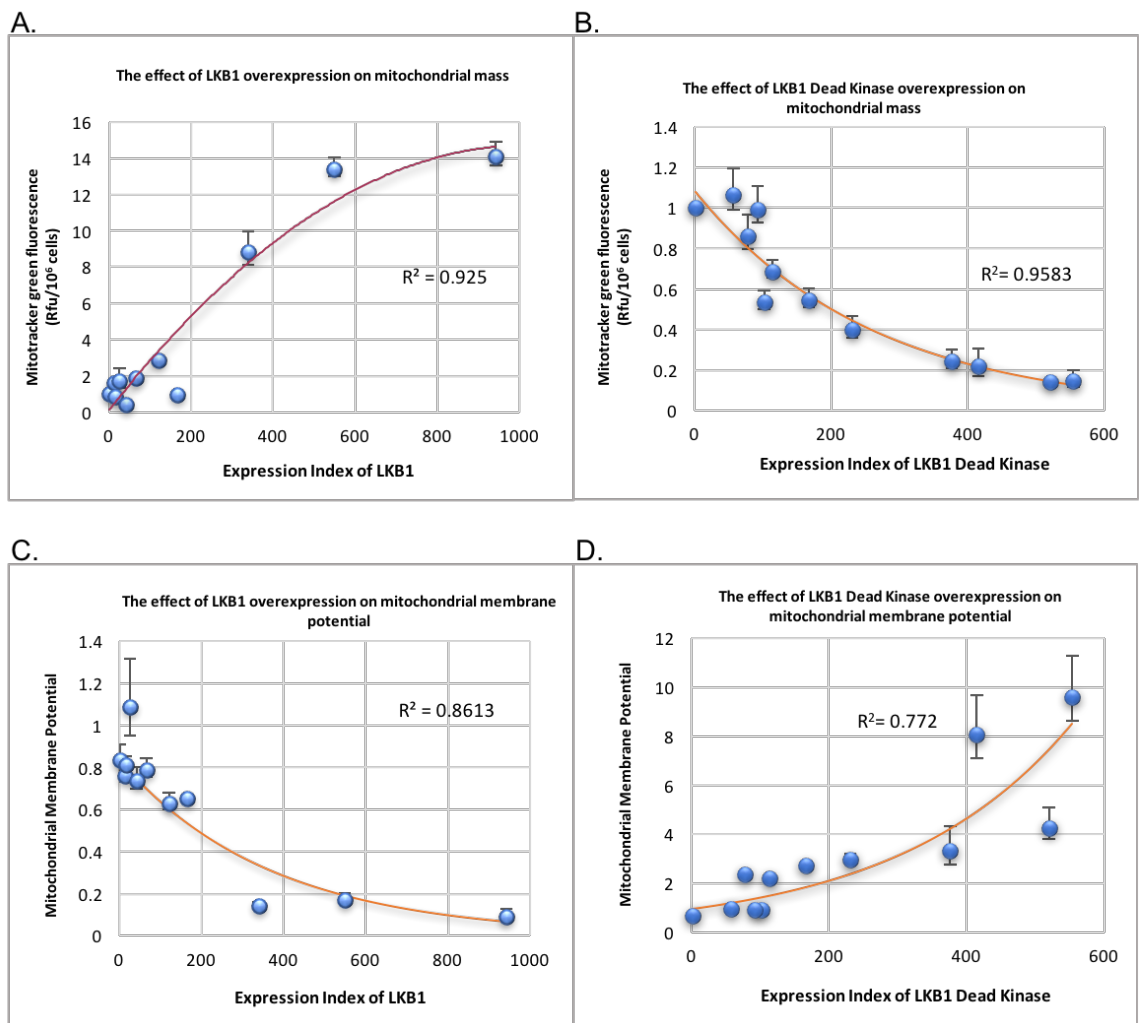 A.
The effect of LKB1 overexpression on mitochondrial mass
Mitotracker green fluorescence
(Rfu/10⁶ cells)
16
14
12
10
8
6
4
2
0
R² = 0.925
0 200 400 600 800 1000
Expression Index of LKB1
B.
The effect of LKB1 Dead Kinase overexpression on
mitochondrial mass
Mitotracker green fluorescence
(Rfu/10⁶ cells)
1.4
1.2
1
0.8
0.6
0.4
0.2
0
R²= 0.9583
0 200 400 600
Expression Index of LKB1 Dead Kinase
C.
The effect of LKB1 overexpression on mitochondrial membrane
potential
Mitochondrial Membrane Potential
1.4
1.2
1
0.8
0.6
0.4
0.2
0
R² = 0.8613
0 200 400 600 800 1000
Expression Index of LKB1
D.
The effect of LKB1 Dead Kinase overexpression on
mitochondrial membrane potential
Mitochondrial Membrane Potential
12
10
8
6
4
2
0
R²= 0.772
0 200 400 600
Expression Index of LKB1 Dead Kinase